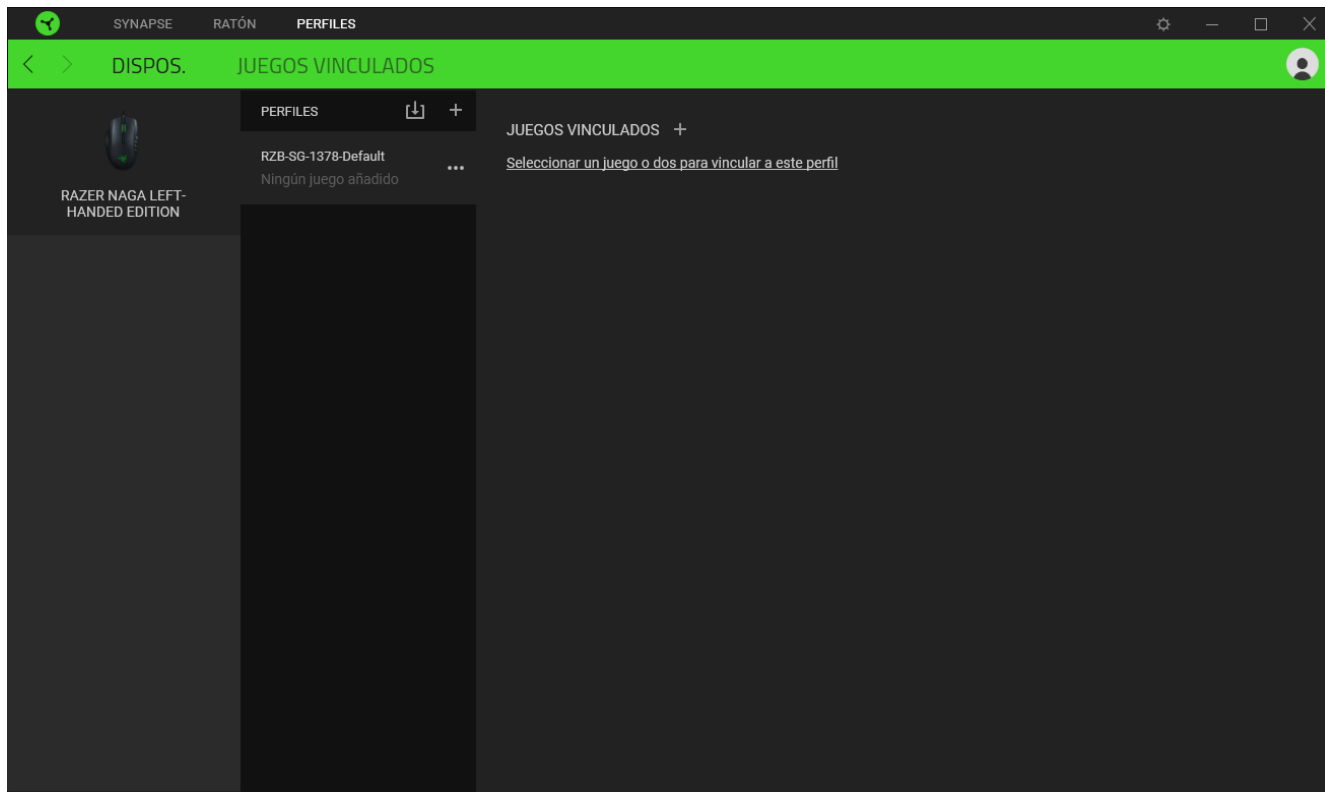 SYNAPSE RATÓN PERFILES
DISPOS. JUEGOS VINCULADOS
RAZER NAGA LEFT-
HANDED EDITION
PERFILES
RZB-SG-1378-Default
Ningún juego añadido
JUEGOS VINCULADOS
Seleccionar un juego o dos para vincular a este perfil